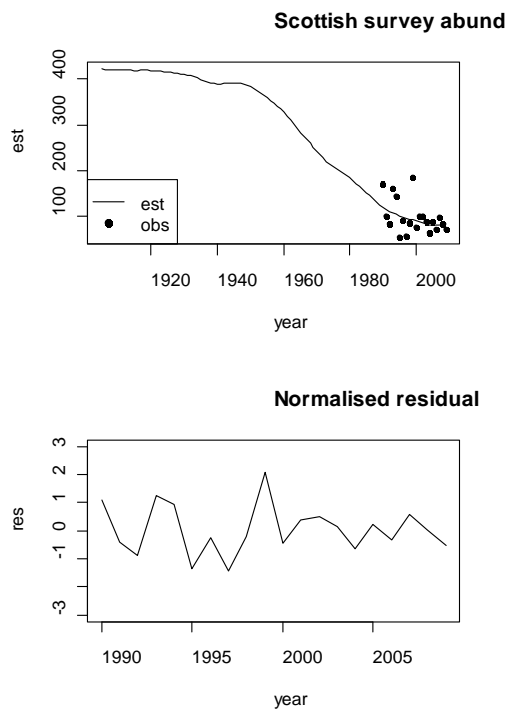 Scottish survey abund
400
300
200
100
est
est
obs
1920 1940 1960 1980 2000
year
Normalised residual
3
2
1
0
-1
-3
res
1990 1995 2000 2005
year